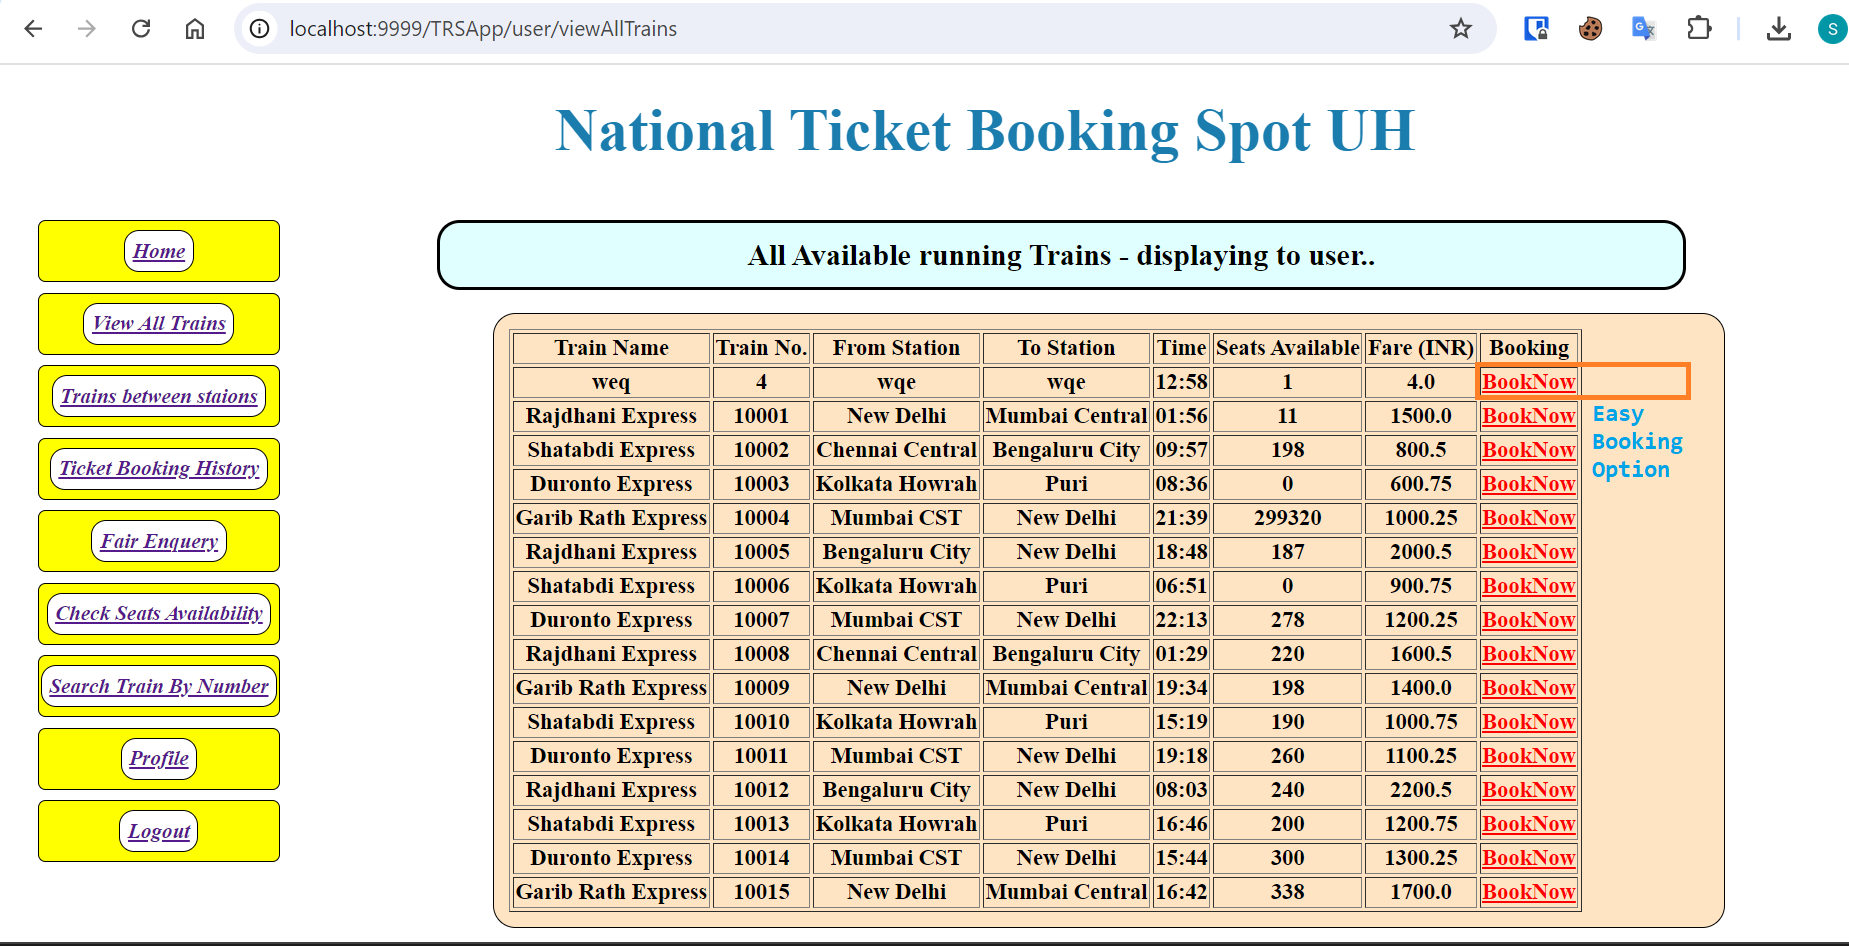 localhost:9999/TRSApp/user/viewAllTrains
S
National Ticket Booking Spot UH
Home
View All Trains
Trains between staions
Ticket Booking History
Fair Enquery
Check Seats Availability
Search Train By Number
Profile
Logout
All Available running Trains - displaying to user..
Train Name Train No. From Station To Station Time Seats Available Fare (INR) Booking
weq 4 wqe wqe 12:58 1 4.0 BookNow
Rajdhani Express 10001 New Delhi Mumbai Central 01:56 11 1500.0 BookNow
Shatabdi Express 10002 Chennai Central Bengaluru City 09:57 198 800.5 BookNow
Duronto Express 10003 Kolkata Howrah Puri 08:36 0 600.75 BookNow
Garib Rath Express 10004 Mumbai CST New Delhi 21:39 299320 1000.25 BookNow
Rajdhani Express 10005 Bengaluru City New Delhi 18:48 187 2000.5 BookNow
Shatabdi Express 10006 Kolkata Howrah Puri 06:51 0 900.75 BookNow
Duronto Express 10007 Mumbai CST New Delhi 22:13 278 1200.25 BookNow
Rajdhani Express 10008 Chennai Central Bengaluru City 01:29 220 1600.5 BookNow
Garib Rath Express 10009 New Delhi Mumbai Central 19:34 198 1400.0 BookNow
Shatabdi Express 10010 Kolkata Howrah Puri 15:19 190 1000.75 BookNow
Duronto Express 10011 Mumbai CST New Delhi 19:18 260 1100.25 BookNow
Rajdhani Express 10012 Bengaluru City New Delhi 08:03 240 2200.5 BookNow
Shatabdi Express 10013 Kolkata Howrah Puri 16:46 200 1200.75 BookNow
Duronto Express 10014 Mumbai CST New Delhi 15:44 300 1300.25 BookNow
Garib Rath Express 10015 New Delhi Mumbai Central 16:42 338 1700.0 BookNow
Easy
Booking
Option